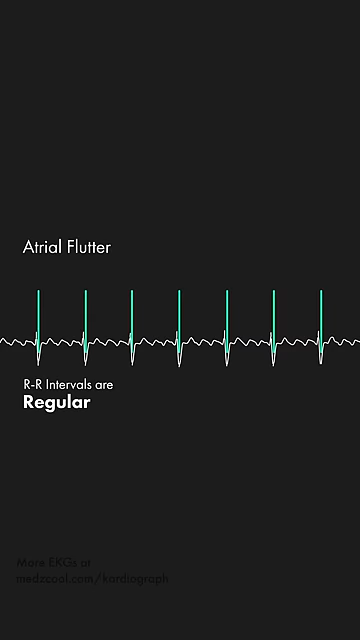 Atrial Flutter
R-R Intervals are
Regular
More EKGs at
medzcool.com/kardiograph